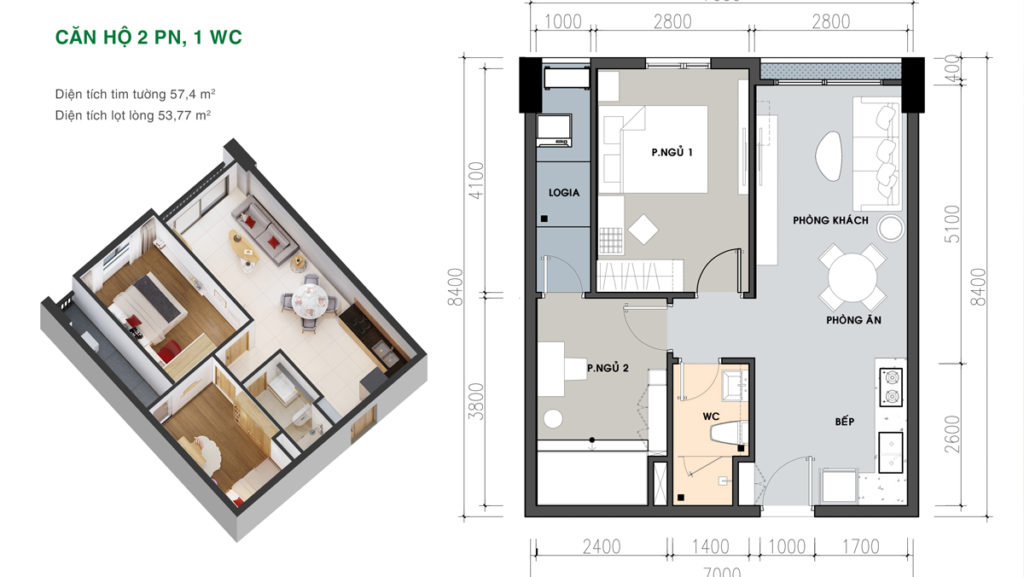 CĂN HỘ 2 PN, 1 WC
Diện tích tim tường 57,4 m²
Diện tích lọt lòng 53,77 m²
1000
2800
2800
400
4100
5100
8400
8400
3800
2600
P.NGỦ 1
LOGIA
PHÒNG KHÁCH
PHÒNG ĂN
P.NGỦ 2
WC
BẾP
2400
1400
1000
1700
7000